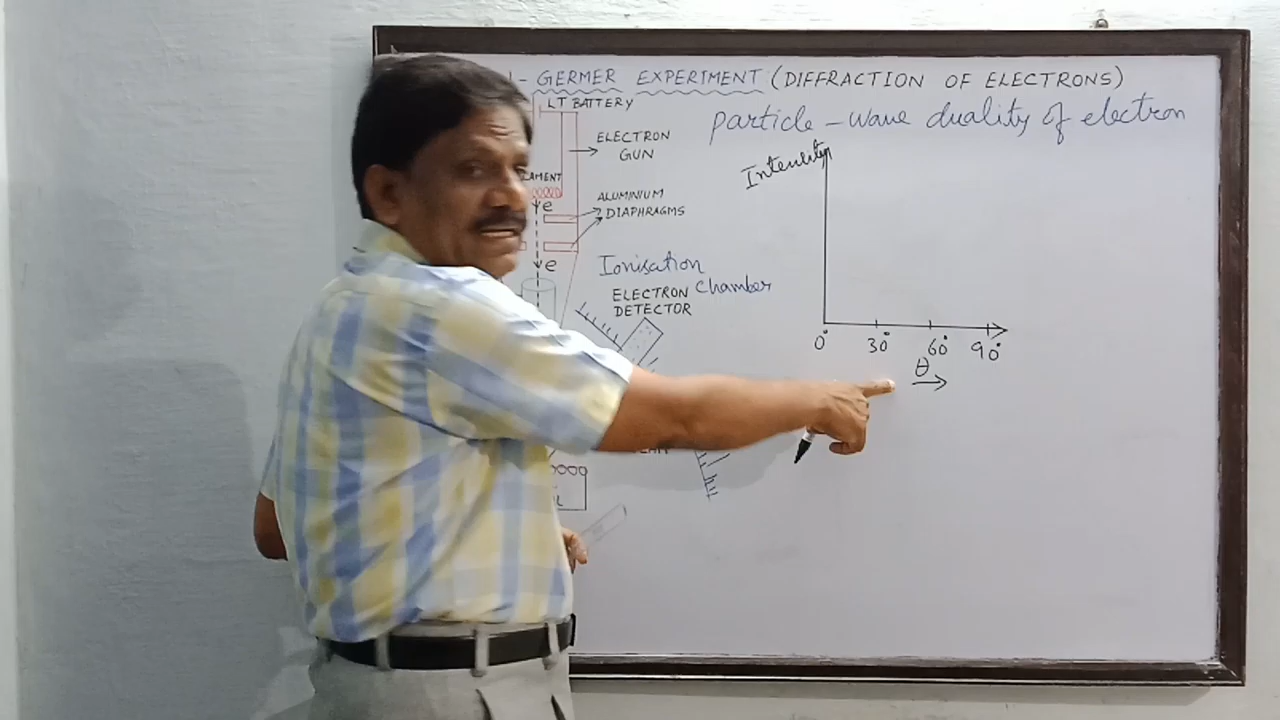 - GERMER EXPERIMENT (DIFFRACTION OF ELECTRONS)
particle - wave duality of electron
LT BATTERY
ELECTRON
GUN
ALUMINIUM
DIAPHRAGMS
e
e
Ionisation
Chamber
ELECTRON
DETECTOR
Intensity
0° 30° 60° 90°
θ